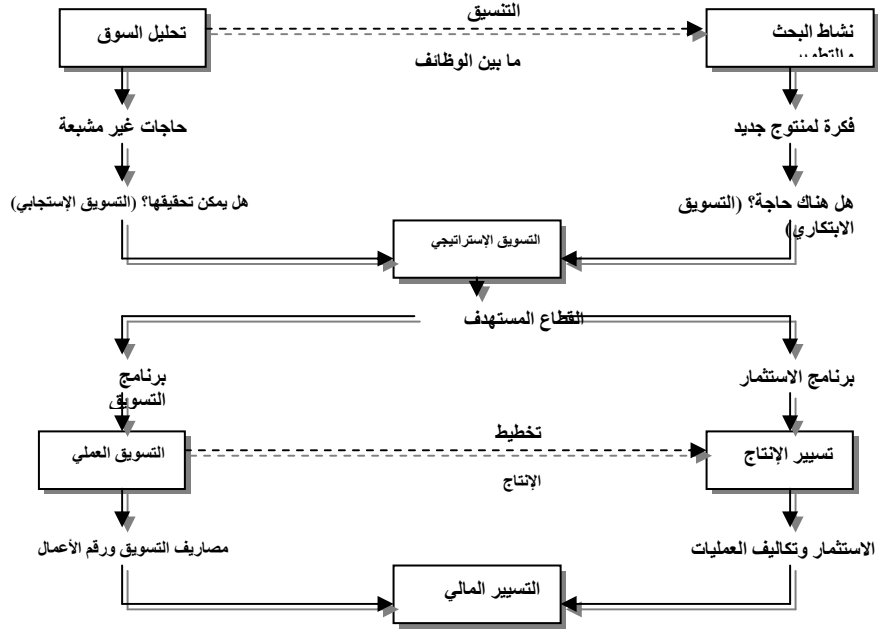 التنسيق
نشاط البحث
تحليل السوق
ما بين الوظائف
فكرة لمنتوج جديد
حاجات غير مشبعة
هل هناك حاجة؟ (التسويق
الابتكاري)
هل يمكن تحقيقها؟ (التسويق الإستجابي)
التسويق الإستراتيجي
القطاع المستهدف
برنامج الاستثمار
برنامج
التسويق
تخطيط
تسيير الإنتاج
التسويق العملي
الإنتاج
الاستثمار وتكاليف العمليات
مصاريف التسويق ورقم الأعمال
التسيير المالي